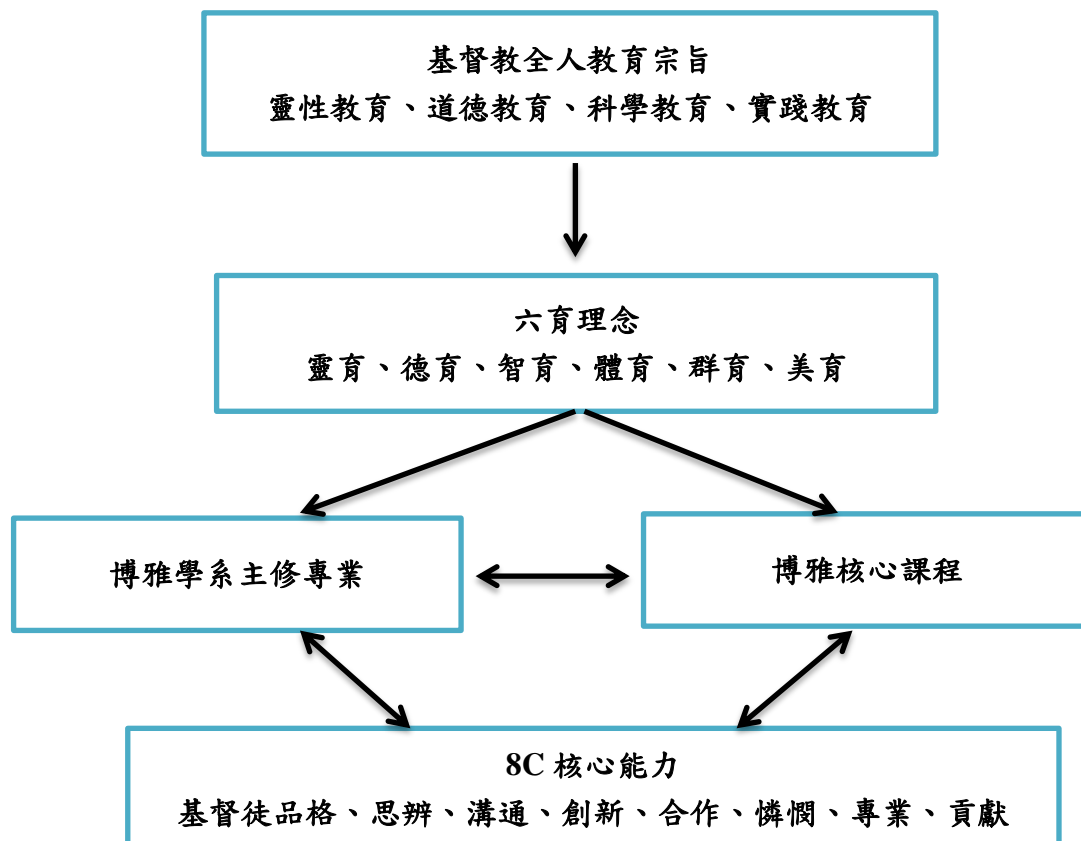 基督教全人教育宗旨
靈性教育、道德教育、科學教育、實踐教育
六育理念
靈育、德育、智育、體育、群育、美育
博雅學系主修專業
博雅核心課程
8C 核心能力
基督徒品格、思辨、溝通、創新、合作、憐憫、專業、貢獻